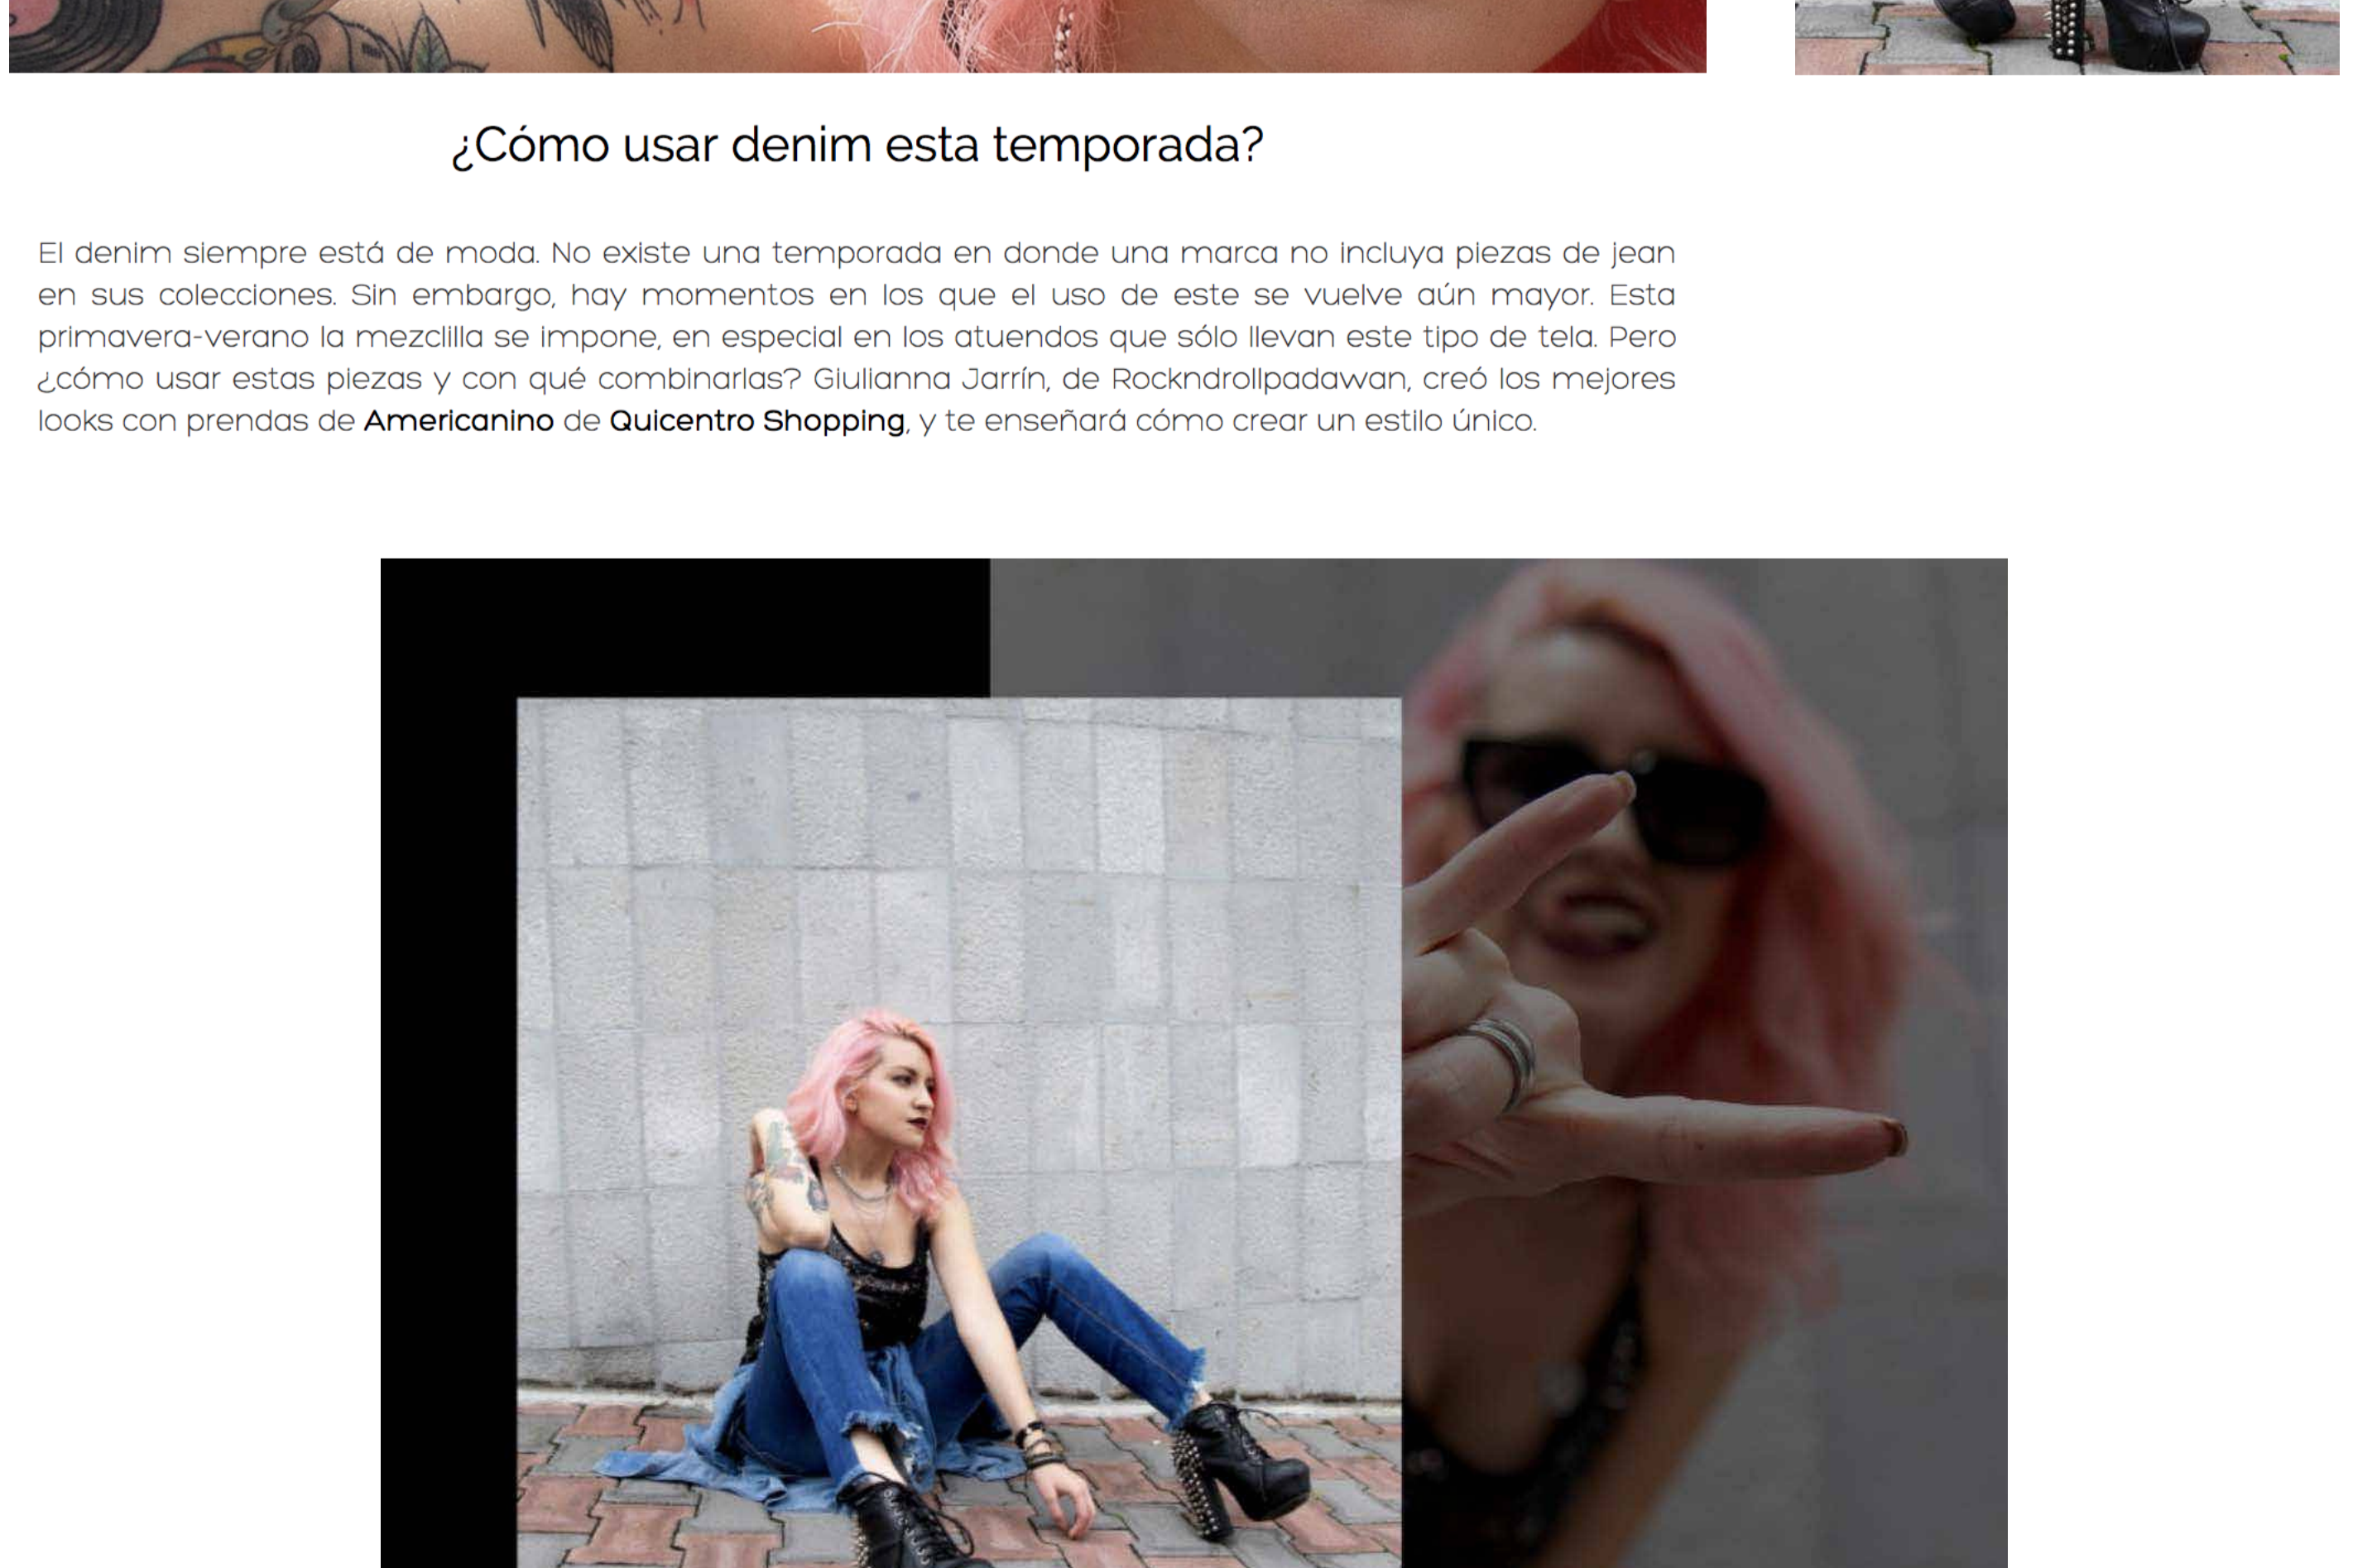 ¿Cómo usar denim esta temporada?
El denim siempre está de moda. No existe una temporada en donde una marca no incluya piezas de jean
en sus colecciones. Sin embargo, hay momentos en los que el uso de este se vuelve aún mayor. Esta
primavera-verano la mezclilla se impone, en especial en los atuendos que sólo llevan este tipo de tela. Pero
¿cómo usar estas piezas y con qué combinarlas? Giulianna Jarrín, de Rockndrollpadawan, creó los mejores
looks con prendas de Americanino de Quicentro Shopping, y te enseñará cómo crear un estilo único.